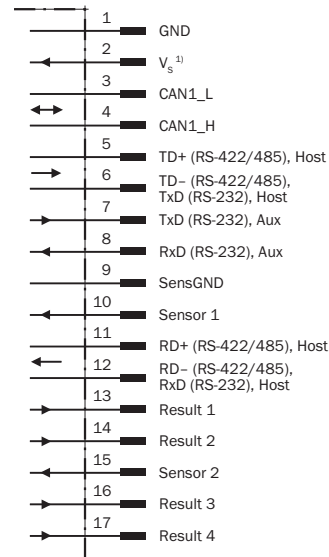 1
GND
2
Vs 1)
3
CAN1_L
4
CAN1_H
5
TD+ (RS-422/485), Host
6
TD– (RS-422/485),
TxD (RS-232), Host
7
TxD (RS-232), Aux
8
RxD (RS-232), Aux
9
SensGND
10
Sensor 1
11
RD+ (RS-422/485), Host
12
RD– (RS-422/485),
RxD (RS-232), Host
13
Result 1
14
Result 2
15
Sensor 2
16
Result 3
17
Result 4